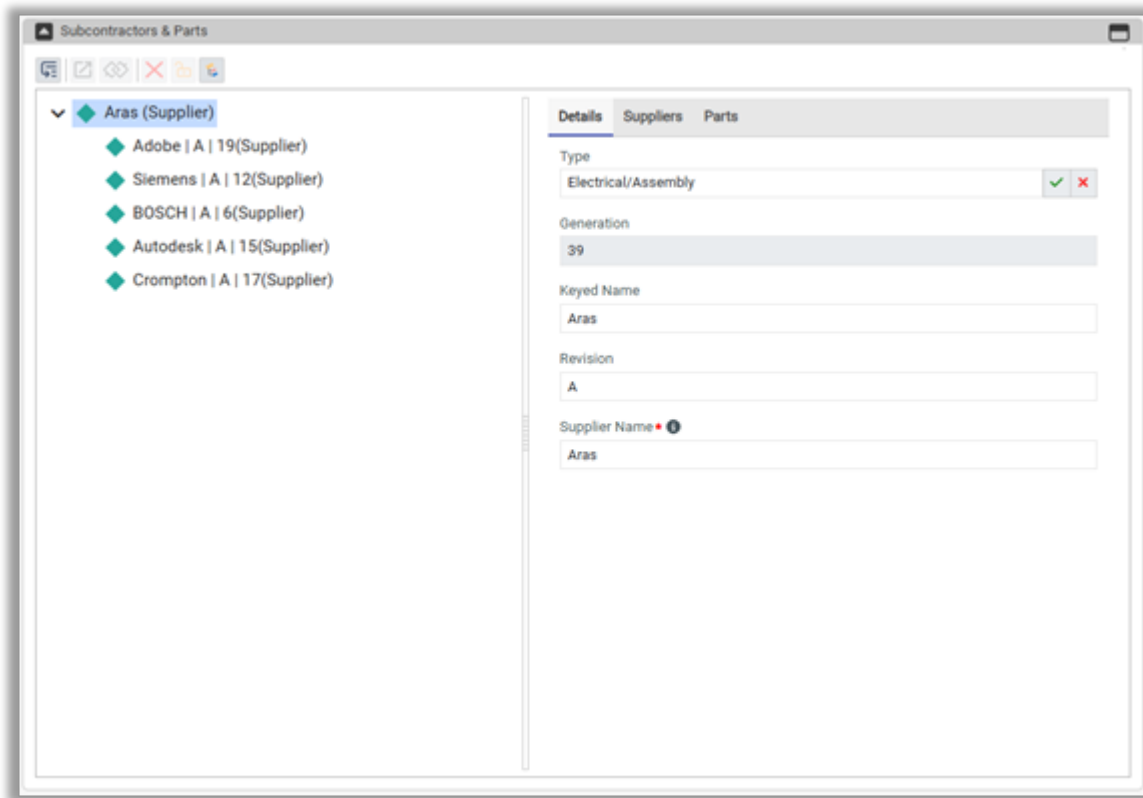 Subcontractors & Parts
Aras (Supplier)
Adobe | A | 19(Supplier)
Siemens | A | 12(Supplier)
BOSCH | A | 6(Supplier)
Autodesk | A | 15(Supplier)
Crompton | A | 17(Supplier)
Details Suppliers Parts
Type
Electrical/Assembly
Generation
39
Keyed Name
Aras
Revision
A
Supplier Name
Aras